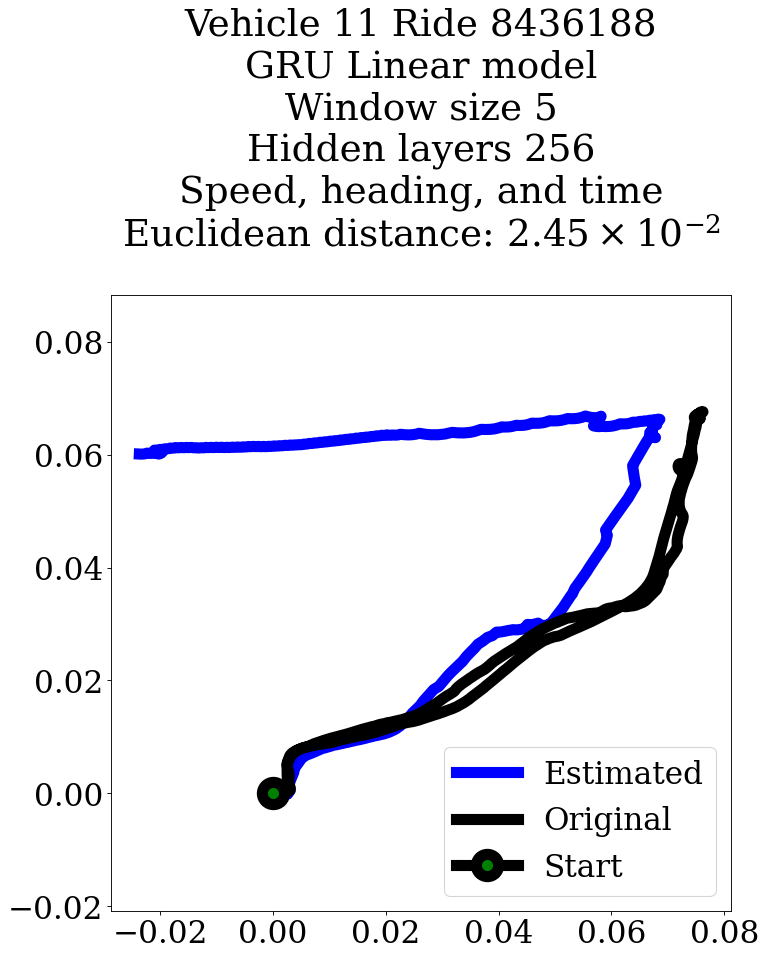 Vehicle 11 Ride 8436188
GRU Linear model
Window size 5
Hidden layers 256
Speed, heading, and time
Euclidean distance: 2.45 × 10⁻²
0.08
0.06
0.04
0.02
0.00
−0.02
Estimated
Original
Start
−0.02 0.00 0.02 0.04 0.06 0.08